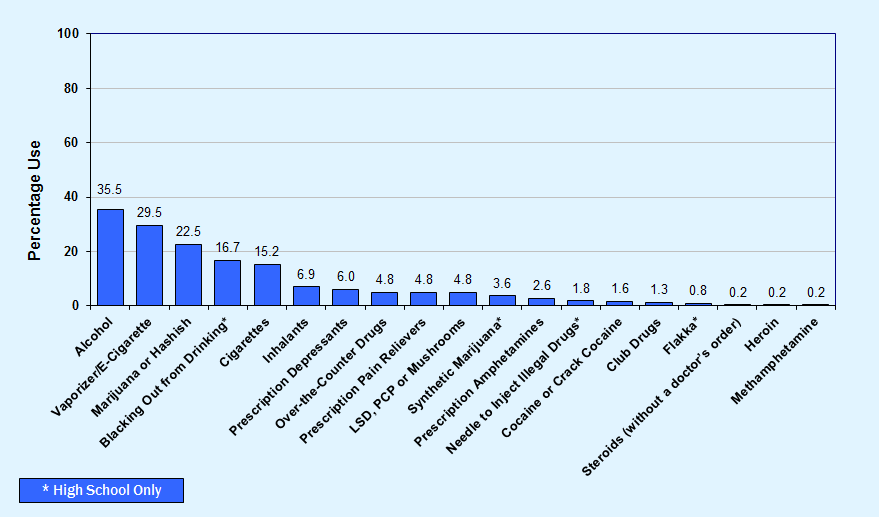 100
80
60
40
20
0
Percentage Use
35.5
29.5
22.5
16.7
15.2
6.9
6.0
4.8
4.8
4.8
3.6
2.6
1.8
1.6
1.3
0.8
0.2
0.2
0.2
Alcohol
Vaporizer/E-Cigarette
Marijuana or Hashish
Blacking Out from Drinking*
Cigarettes
Inhalants
Prescription Depressants
Over-the-Counter Drugs
Prescription Pain Relievers
LSD, PCP or Mushrooms
Synthetic Marijuana*
Prescription Amphetamines
Needle to Inject Illegal Drugs*
Cocaine or Crack Cocaine
Club Drugs
Flakka*
Steroids (without a doctor's order)
Heroin
Methamphetamine
* High School Only